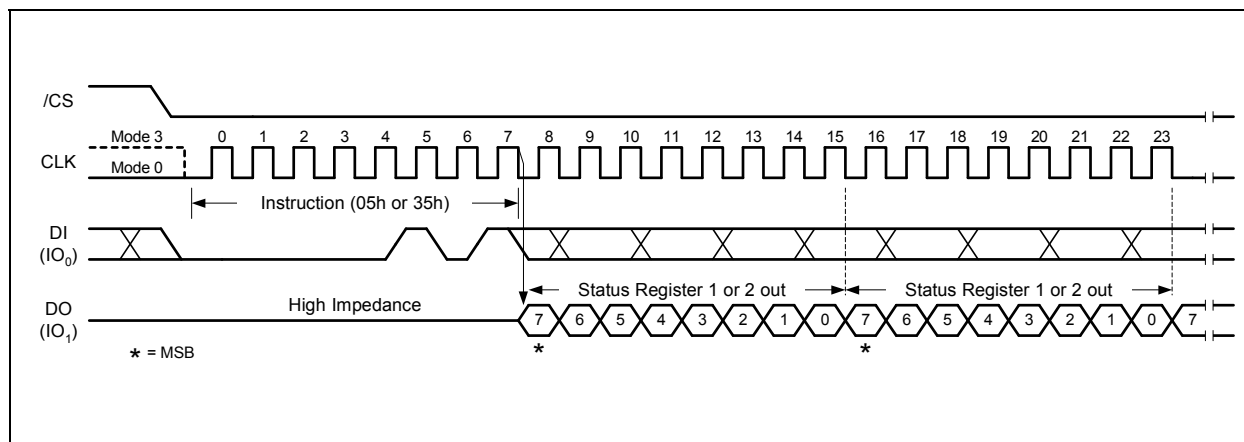 /CS
Mode 3
0 1 2 3 4 5 6 7 8 9 10 11 12 13 14 15 16 17 18 19 20 21 22 23
CLK
Mode 0
Instruction (05h or 35h)
DI
(IO0)
Status Register 1 or 2 out Status Register 1 or 2 out
High Impedance
DO
(IO1)
7 6 5 4 3 2 1 0 7 6 5 4 3 2 1 0 7
* *
* = MSB